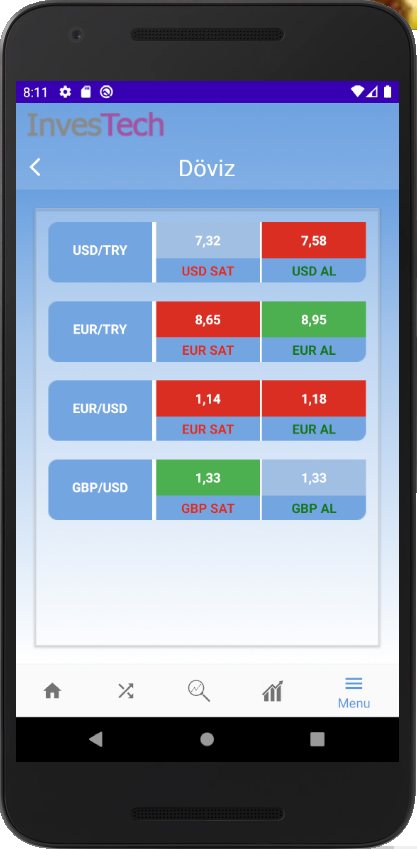 8:11
InvesTech
Döviz
USD/TRY
7,32
7,58
USD SAT
USD AL
EUR/TRY
8,65
8,95
EUR SAT
EUR AL
EUR/USD
1,14
1,18
EUR SAT
EUR AL
GBP/USD
1,33
1,33
GBP SAT
GBP AL
Menu